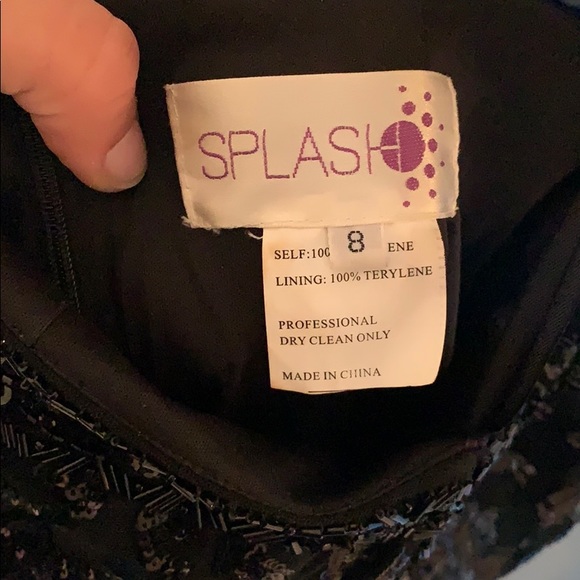 SPLASH
8
SELF:100 ENE
LINING: 100% TERYLENE
PROFESSIONAL
DRY CLEAN ONLY
MADE IN CHINA